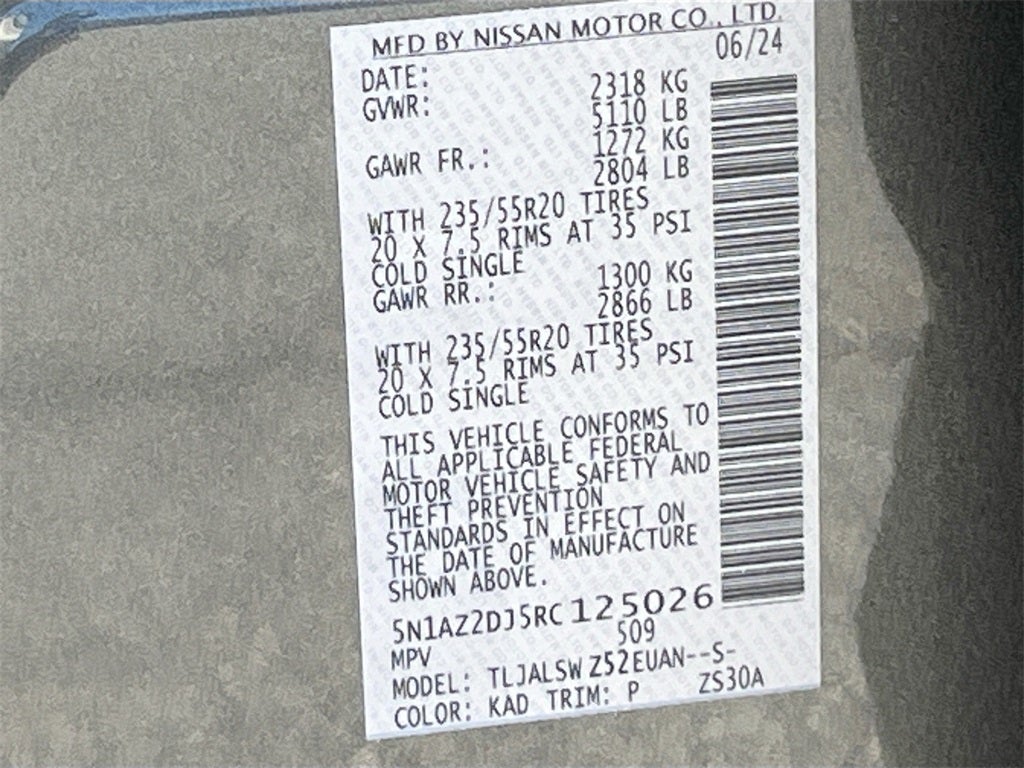 MFD BY NISSAN MOTOR CO., LTD.
DATE: 06/24
GVWR: 2318 KG
5110 LB
GAWR FR.: 1272 KG
2804 LB
WITH 235/55R20 TIRES
20 X 7.5 RIMS AT 35 PSI
COLD SINGLE
GAWR RR.: 1300 KG
2866 LB
WITH 235/55R20 TIRES
20 X 7.5 RIMS AT 35 PSI
COLD SINGLE
THIS VEHICLE CONFORMS TO
ALL APPLICABLE FEDERAL
MOTOR VEHICLE SAFETY AND
THEFT PREVENTION
STANDARDS IN EFFECT ON
THE DATE OF MANUFACTURE
SHOWN ABOVE.
5N1AZ2DJ5RC125026
MPV 509
MODEL: TLJALSW Z52EUAN--S-
COLOR: KAD TRIM: P ZS30A